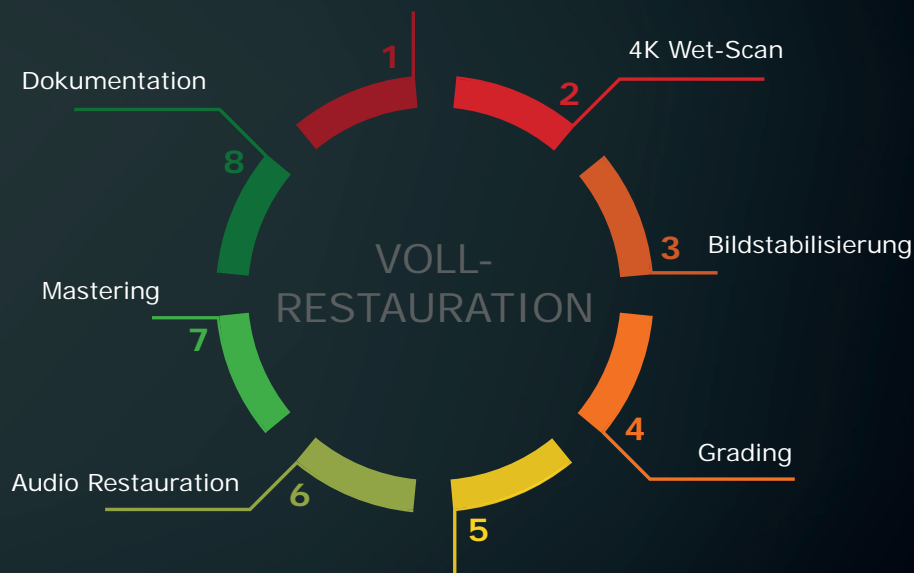 1
4K Wet-Scan
2
Dokumentation
8
3
Bildstabilisierung
VOLL-
RESTAURATION
Mastering
7
4
Grading
Audio Restauration
6
5